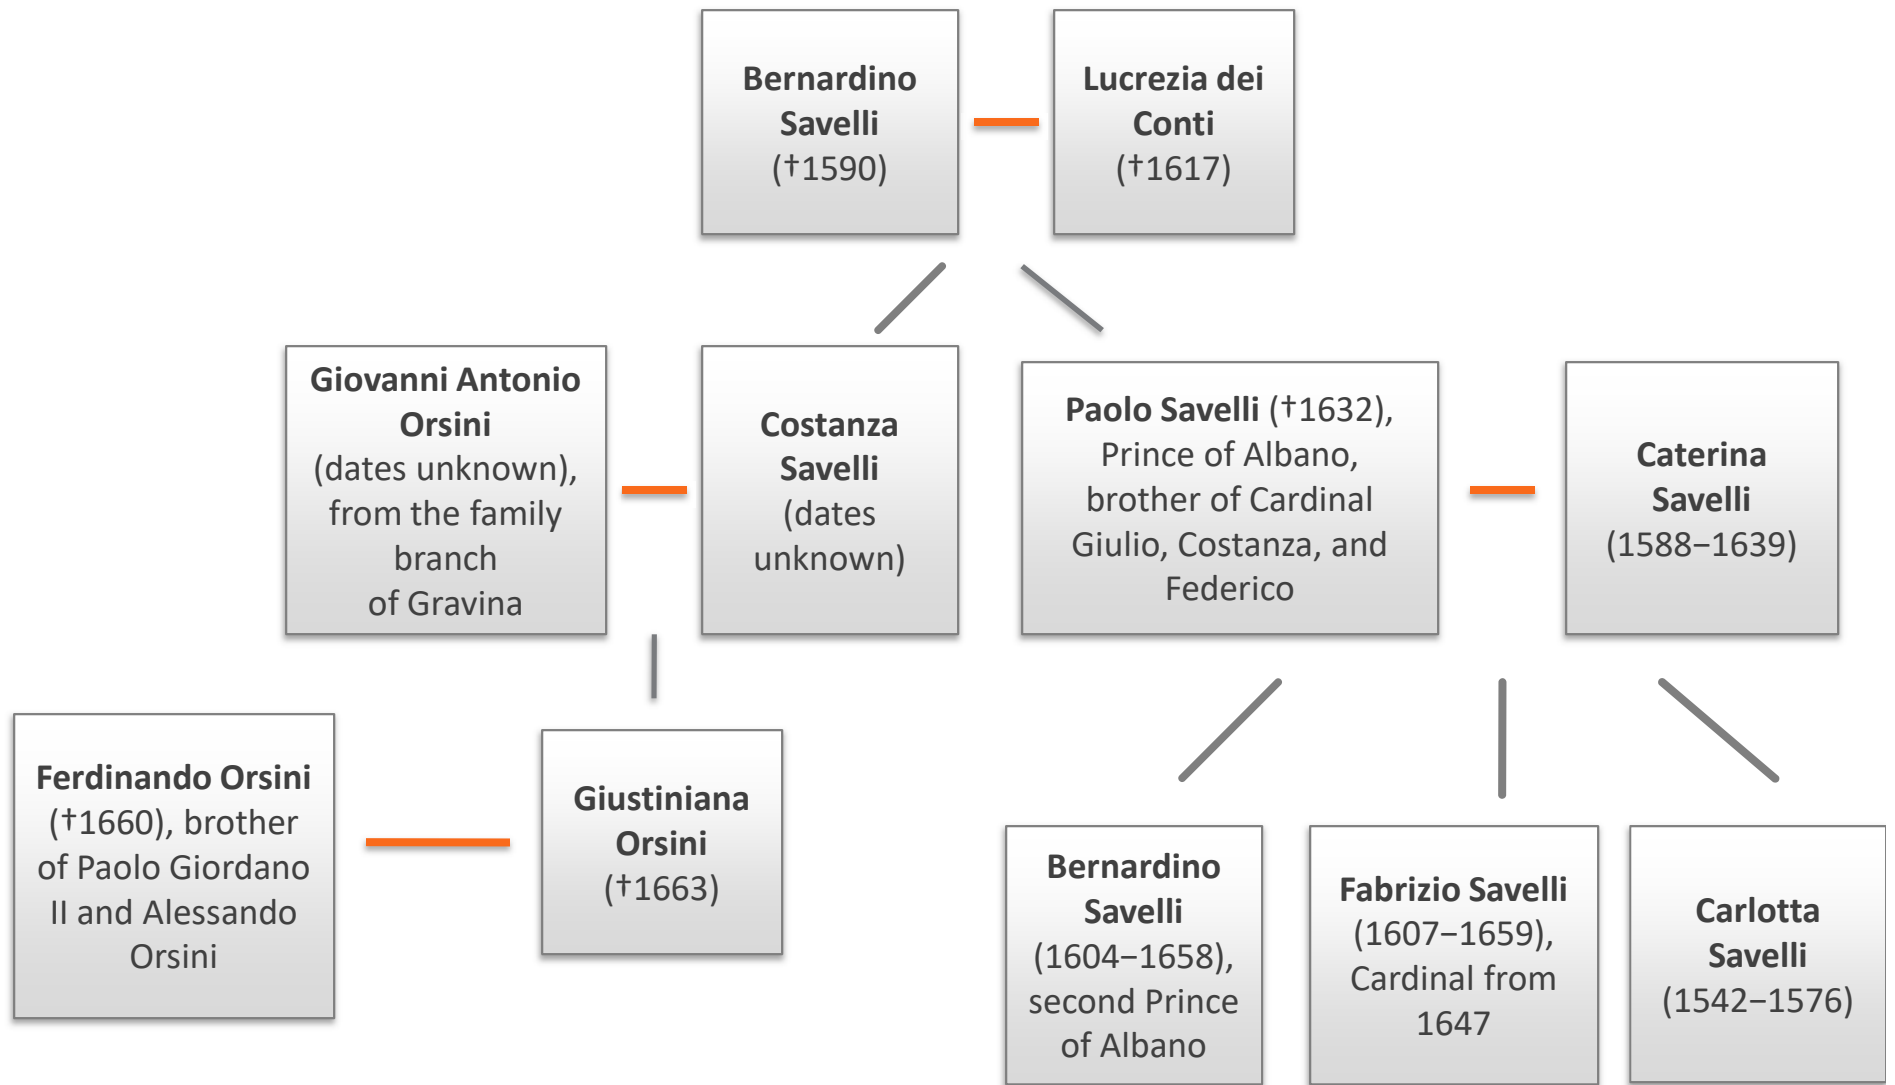 Bernardino
Savelli
(†1590)
Lucrezia dei
Conti
(†1617)
Giovanni Antonio
Orsini
(dates unknown),
from the family
branch
of Gravina
Costanza
Savelli
(dates
unknown)
Paolo Savelli (†1632),
Prince of Albano,
brother of Cardinal
Giulio, Costanza, and
Federico
Caterina
Savelli
(1588–1639)
Ferdinando Orsini
(†1660), brother
of Paolo Giordano
II and Alessando
Orsini
Giustiniana
Orsini
(†1663)
Bernardino
Savelli
(1604–1658),
second Prince
of Albano
Fabrizio Savelli
(1607–1659),
Cardinal from
1647
Carlotta
Savelli
(1542–1576)